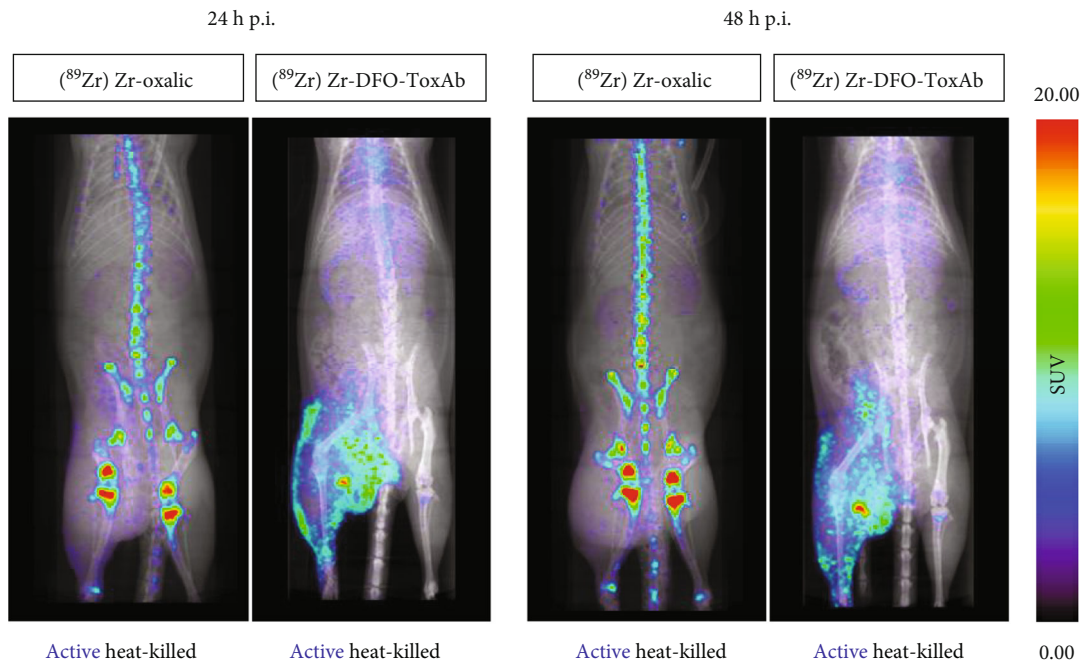 24 h p.i.
48 h p.i.
(⁸⁹Zr) Zr-oxalic
(⁸⁹Zr) Zr-DFO-ToxAb
(⁸⁹Zr) Zr-oxalic
(⁸⁹Zr) Zr-DFO-ToxAb
20.00
SUV
Active heat-killed
Active heat-killed
Active heat-killed
Active heat-killed
0.00